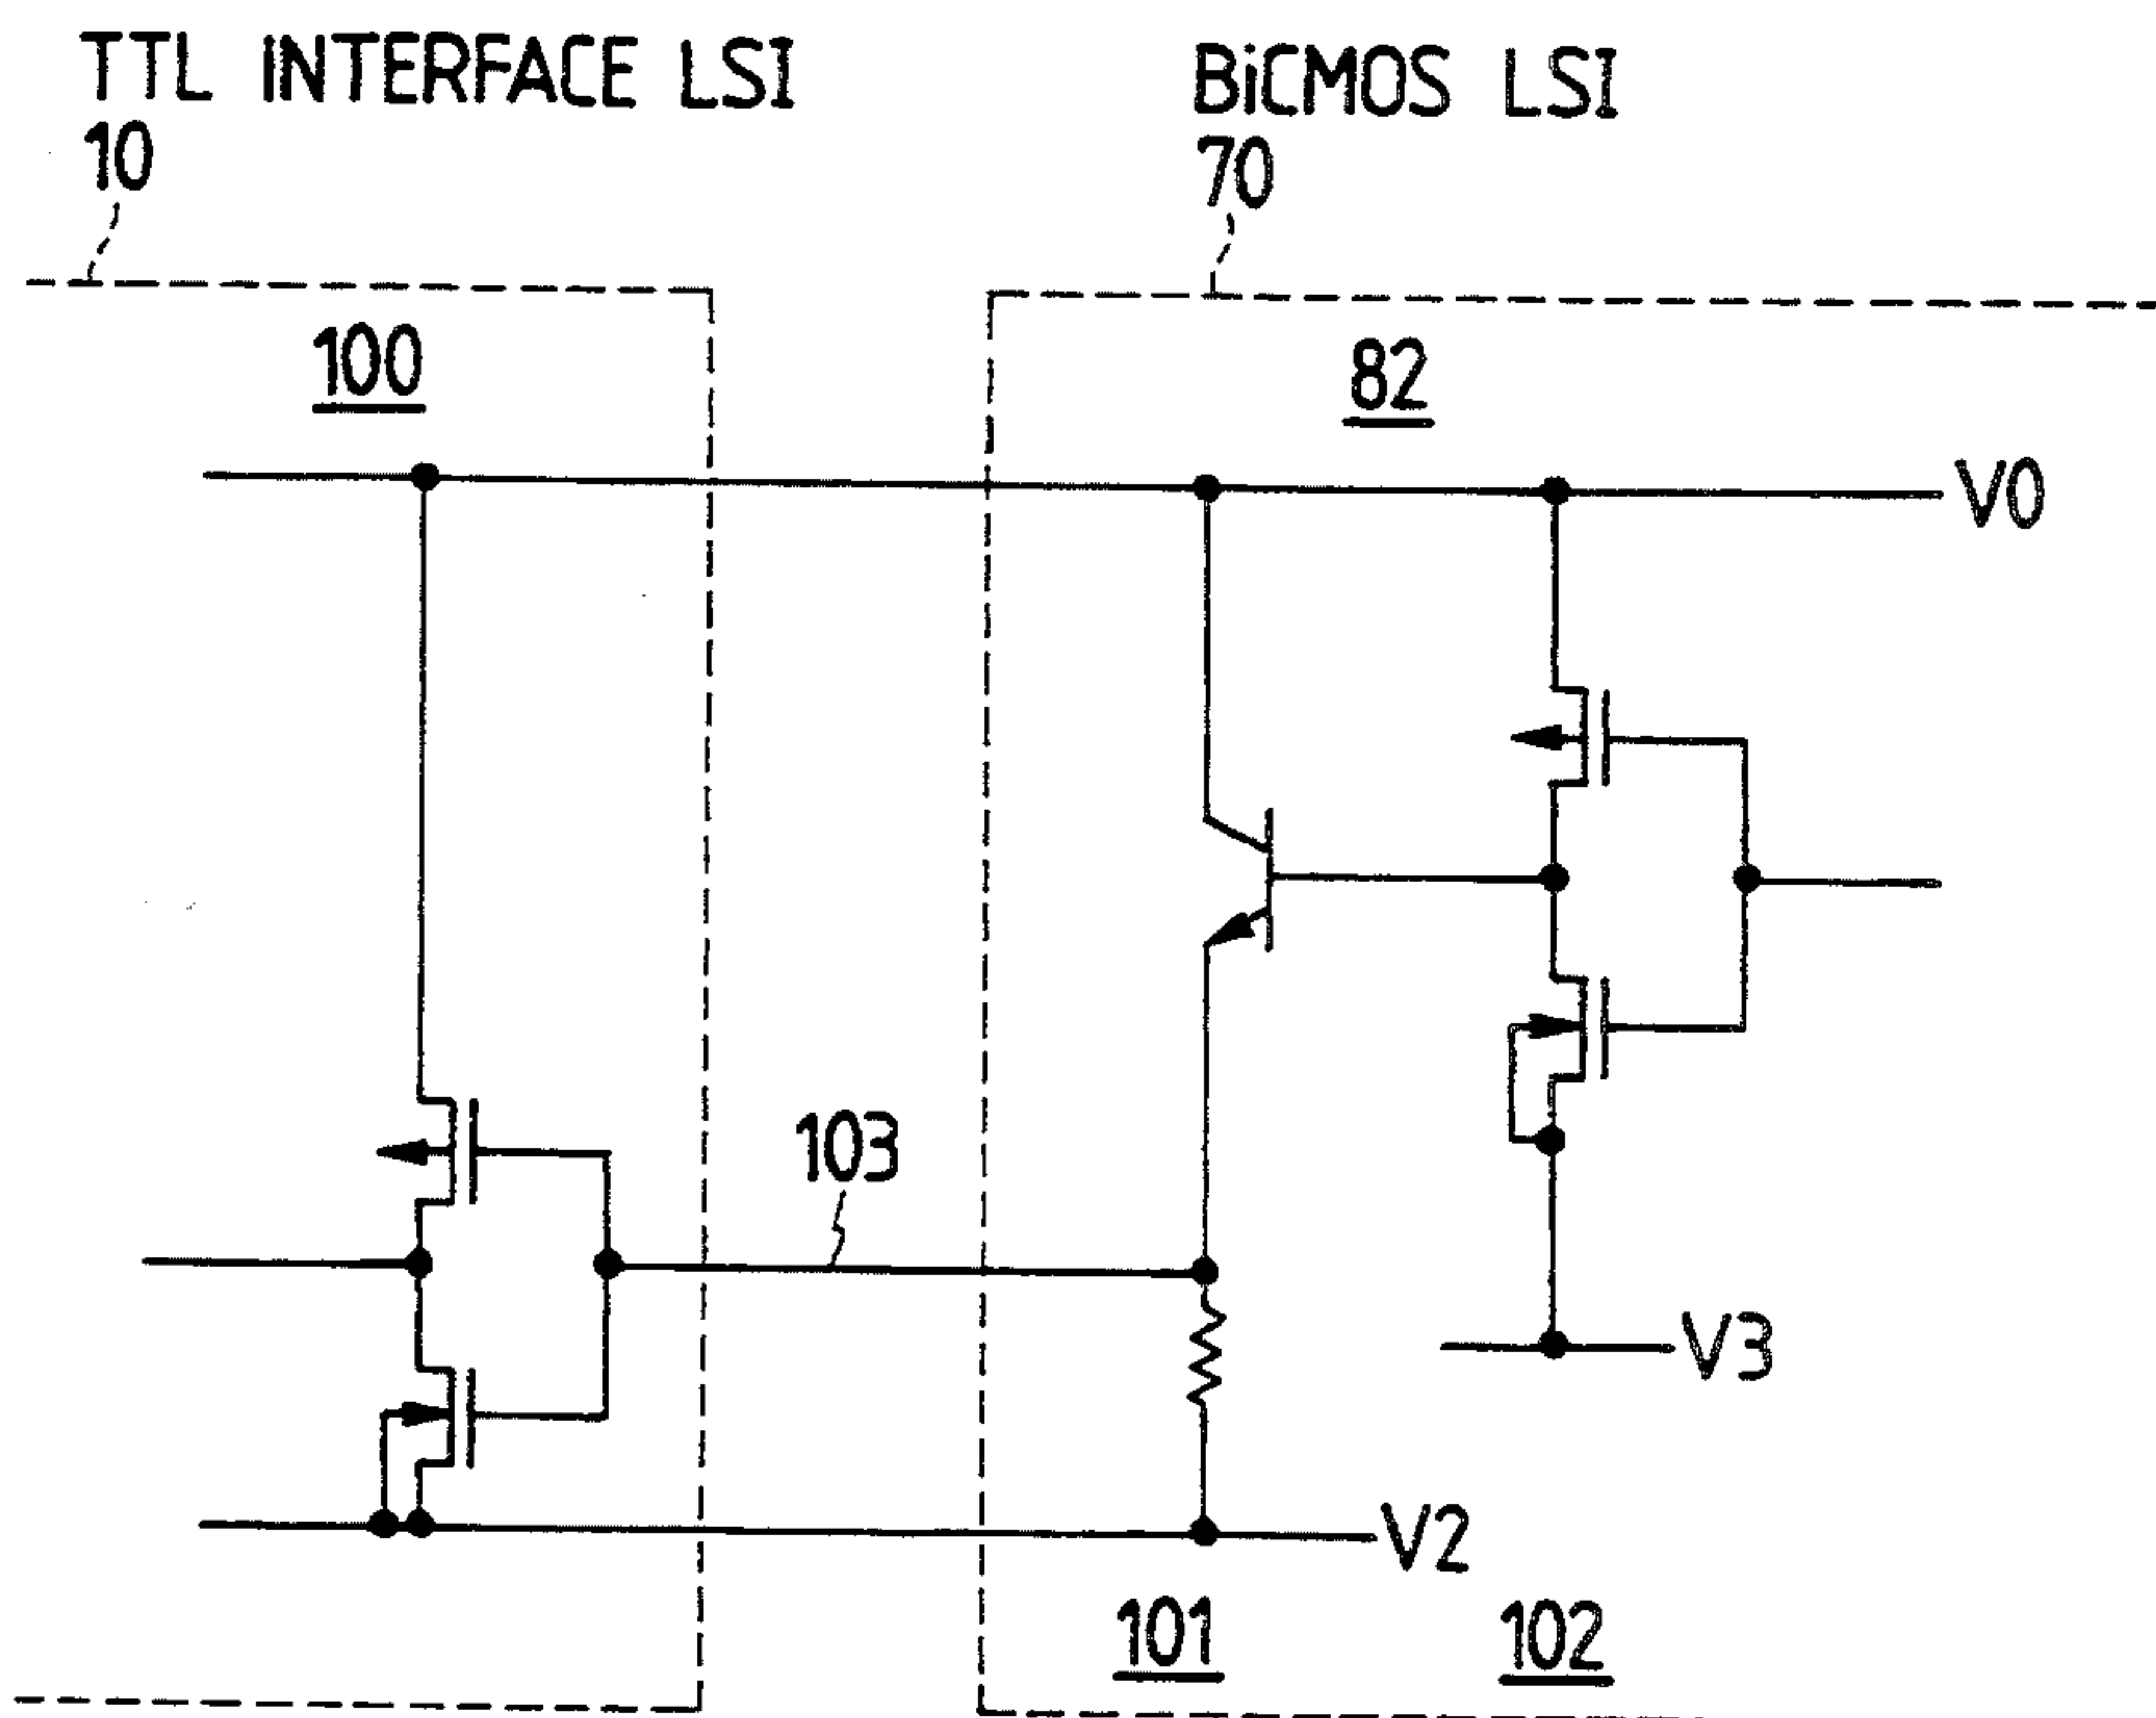 TTL INTERFACE LSI
10
BiCMOS LSI
70
100
82
V0
103
V3
V2
101
102